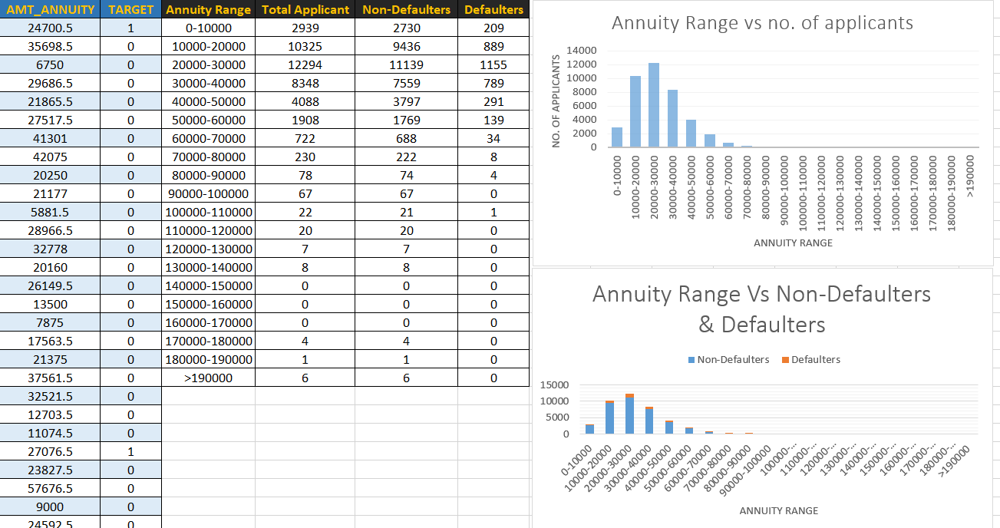 AMT_ANNUITY TARGET Annuity Range Total Applicant Non-Defaulters Defaulters
24700.5 1 0-10000 2939 2730 209
35698.5 0 10000-20000 10325 9436 889
6750 0 20000-30000 12294 11139 1155
29686.5 0 30000-40000 8348 7559 789
21865.5 0 40000-50000 4088 3797 291
27517.5 0 50000-60000 1908 1769 139
41301 0 60000-70000 722 688 34
42075 0 70000-80000 230 222 8
20250 0 80000-90000 78 74 4
21177 0 90000-100000 67 67 0
5881.5 0 100000-110000 22 21 1
28966.5 0 110000-120000 20 20 0
32778 0 120000-130000 7 7 0
20160 0 130000-140000 8 8 0
26149.5 0 140000-150000 0 0 0
13500 0 150000-160000 0 0 0
7875 0 160000-170000 0 0 0
17563.5 0 170000-180000 4 4 0
21375 0 180000-190000 1 1 0
37561.5 0 >190000 6 6 0
32521.5 0
12703.5 0
11074.5 0
27076.5 1
23827.5 0
57676.5 0
9000 0
24592.5 0
Annuity Range vs no. of applicants
NO. OF APPLICANTS
14000
12000
10000
8000
6000
4000
2000
0
0-10000
10000-20000
20000-30000
30000-40000
40000-50000
50000-60000
60000-70000
70000-80000
80000-90000
90000-100000
100000-110000
110000-120000
120000-130000
130000-140000
140000-150000
150000-160000
160000-170000
170000-180000
180000-190000
>190000
ANNUITY RANGE
Annuity Range Vs Non-Defaulters
& Defaulters
Non-Defaulters Defaulters
15000
10000
5000
0
0-10000
10000-20000
20000-30000
30000-40000
40000-50000
50000-60000
60000-70000
70000-80000
80000-90000
90000-100000
100000-...
110000-...
120000-...
130000-...
140000-...
150000-...
160000-...
170000-...
180000-...
>190000
ANNUITY RANGE